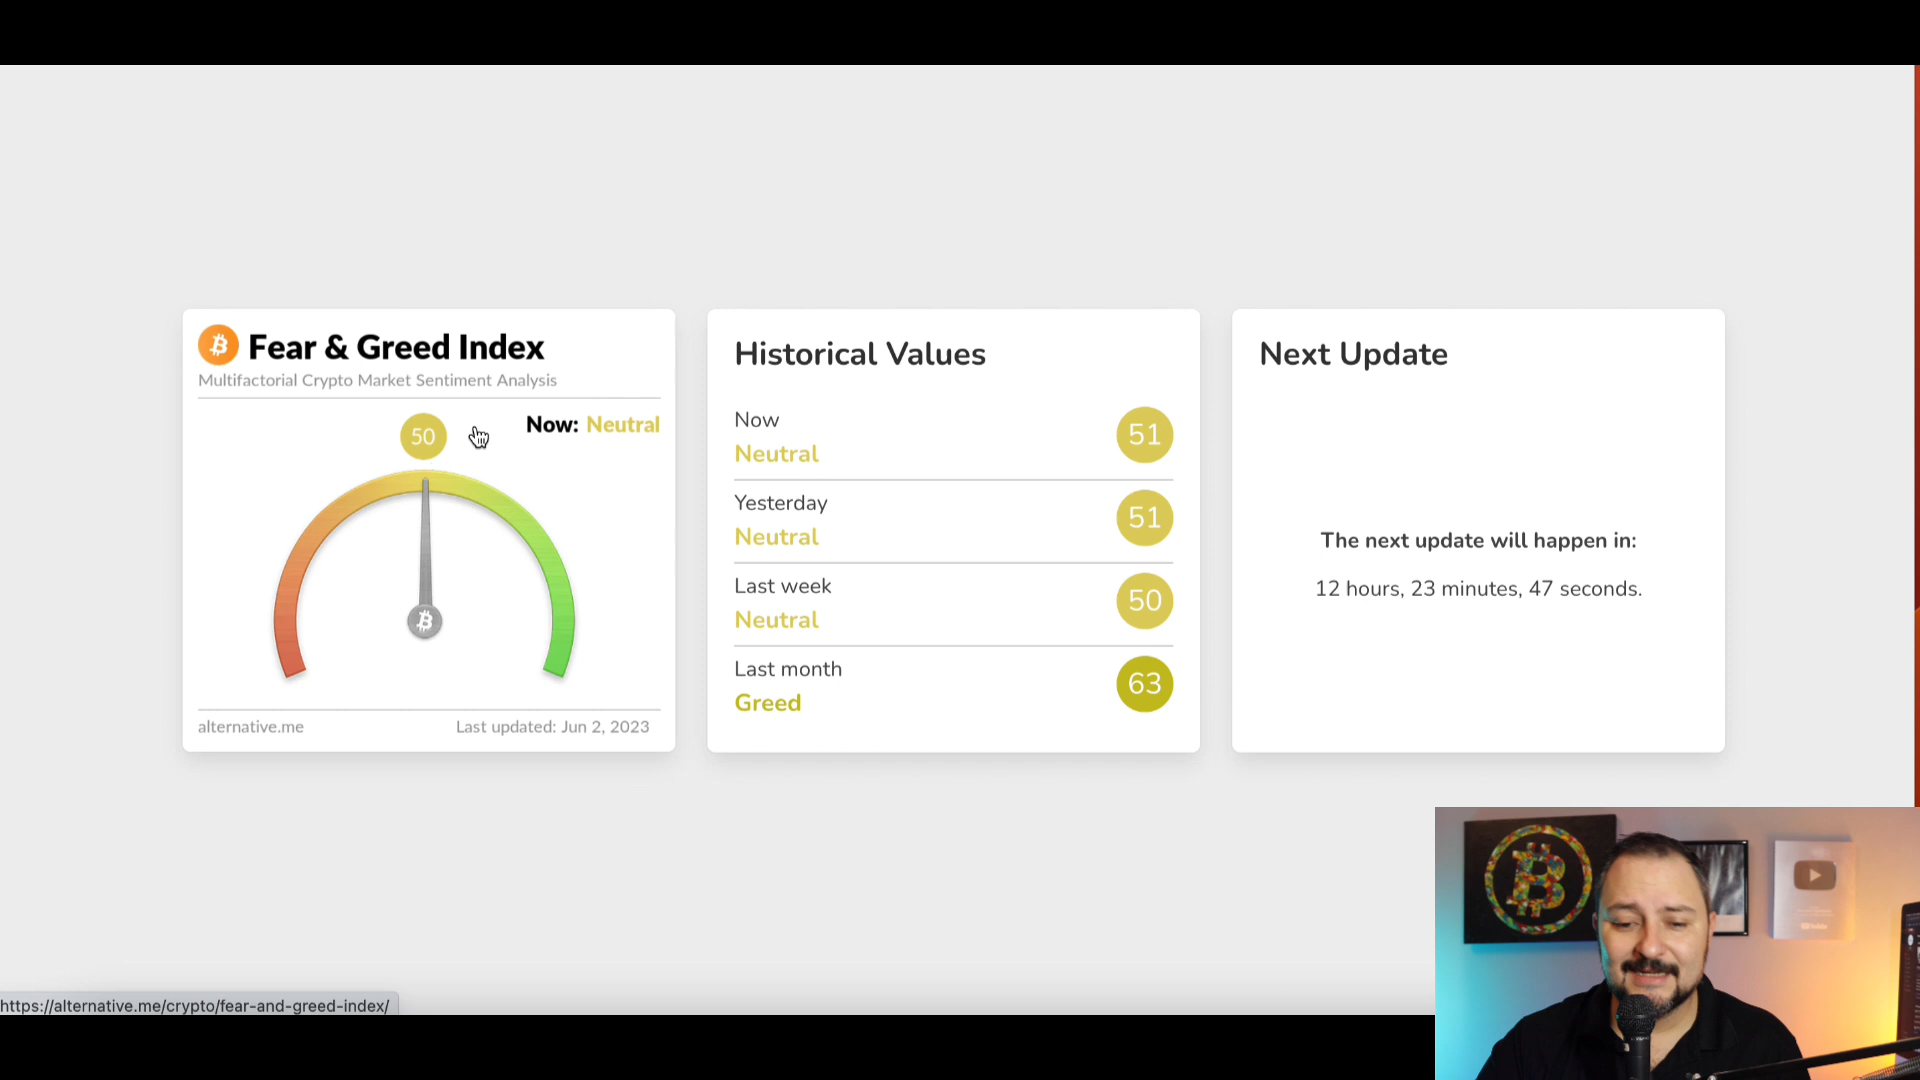 Fear & Greed Index
Multifactorial Crypto Market Sentiment Analysis
50
Now: Neutral
alternative.me
Last updated: Jun 2, 2023
Historical Values
Now
Neutral
51
Yesterday
Neutral
51
Last week
Neutral
50
Last month
Greed
63
Next Update
The next update will happen in:
12 hours, 23 minutes, 47 seconds.
https://alternative.me/crypto/fear-and-greed-index/